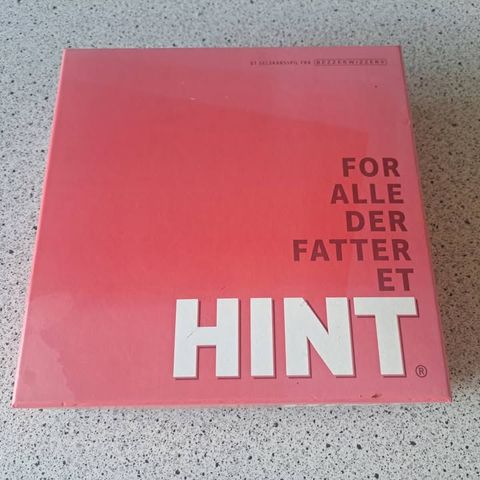 ET SELSKABSSPIL FRA BEZZERWIZZER®
FOR
ALLE
DER
FATTER
ET
HINT®